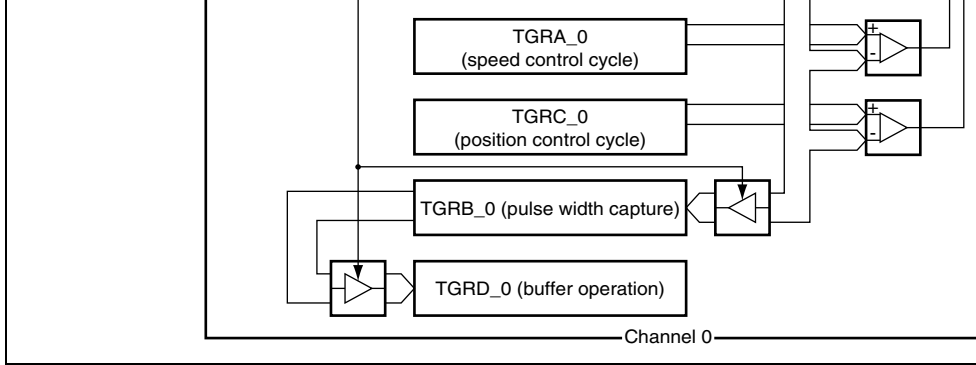 TGRA_0
(speed control cycle)
+
-
TGRC_0
(position control cycle)
+
-
TGRB_0 (pulse width capture)
TGRD_0 (buffer operation)
Channel 0